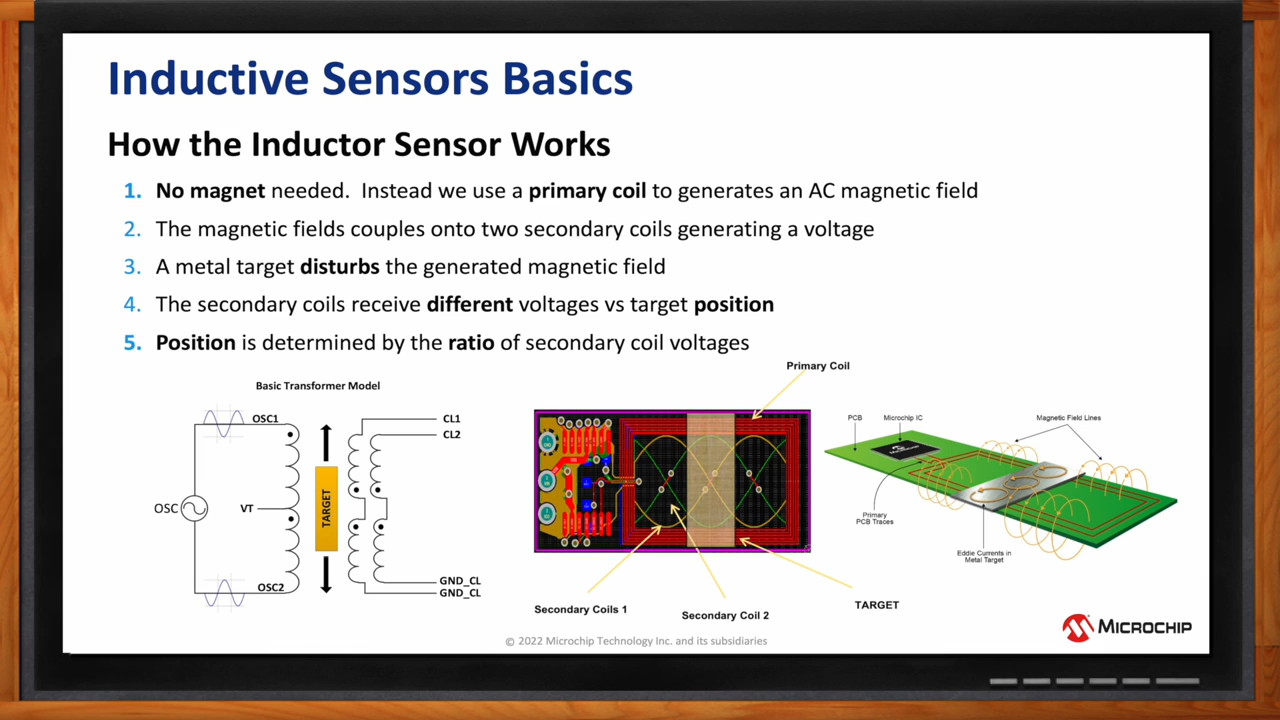 Inductive Sensors Basics
How the Inductor Sensor Works
1. No magnet needed. Instead we use a primary coil to generates an AC magnetic field
2. The magnetic fields couples onto two secondary coils generating a voltage
3. A metal target disturbs the generated magnetic field
4. The secondary coils receive different voltages vs target position
5. Position is determined by the ratio of secondary coil voltages
Basic Transformer Model
OSC1
OSC
VT
OSC2
TARGET
CL1
CL2
GND_CL
GND_CL
Primary Coil
Secondary Coils 1
Secondary Coil 2
TARGET
PCB
Microchip IC
Magnetic Field Lines
Primary
PCB Traces
Eddie Currents in
Metal Target
MICROCHIP
© 2022 Microchip Technology Inc. and its subsidiaries